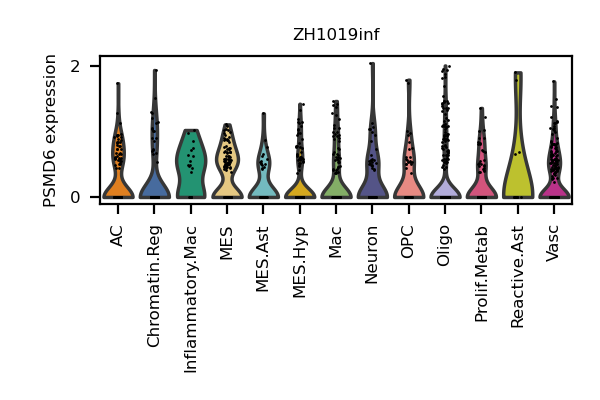 ZH1019inf
PSMD6 expression
2
0
AC
Chromatin.Reg
Inflammatory.Mac
MES
MES.Ast
MES.Hyp
Mac
Neuron
OPC
Oligo
Prolif.Metab
Reactive.Ast
Vasc